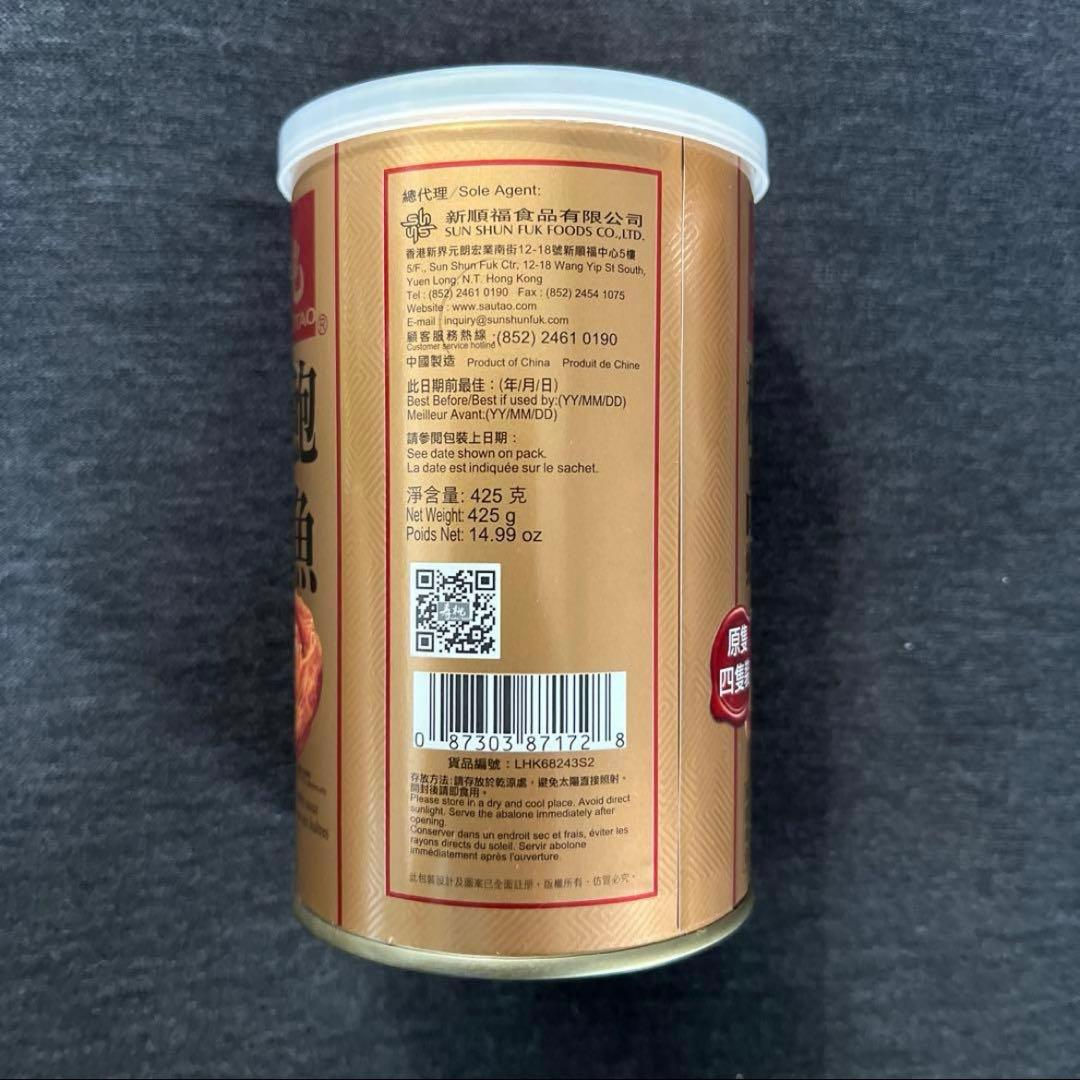 總代理/Sole Agent:
新順福食品有限公司
SUN SHUN FUK FOODS CO.,LTD.
香港新界元朗宏業南街12-18號新順福中心5樓
5/F., Sun Shun Fuk Ctr, 12-18 Wang Yip St South,
Yuen Long, N.T. Hong Kong
Tel : (852) 2461 0190 Fax : (852) 2454 1075
Website : www.sautao.com
E-mail : inquiry@sunshunfuk.com
顧客服務熱線 :(852) 2461 0190
Customer service hotline
中國製造 Product of China Produit de Chine
此日期前最佳：(年/月/日)
Best Before/Best if used by:(YY/MM/DD)
Meilleur Avant:(YY/MM/DD)
請參閱包裝上日期：
See date shown on pack.
La date est indiquée sur le sachet.
淨含量: 425 克
Net Weight: 425 g
Poids Net: 14.99 oz
壽桃
0 87303 87172 8
貨品編號：LHK68243S2
存放方法:請存放於乾涼處，避免太陽直接照射。
開封後請即食用。
Please store in a dry and cool place. Avoid direct
sunlight. Serve the abalone immediately after
opening.
Conserver dans un endroit sec et frais, éviter les
rayons directs du soleil. Servir abolone
immédiatement après l'ouverture.
此包裝設計及圖案已全面註冊，版權所有，仿冒必究。
TAO®
鮑
魚
原隻
四隻裝